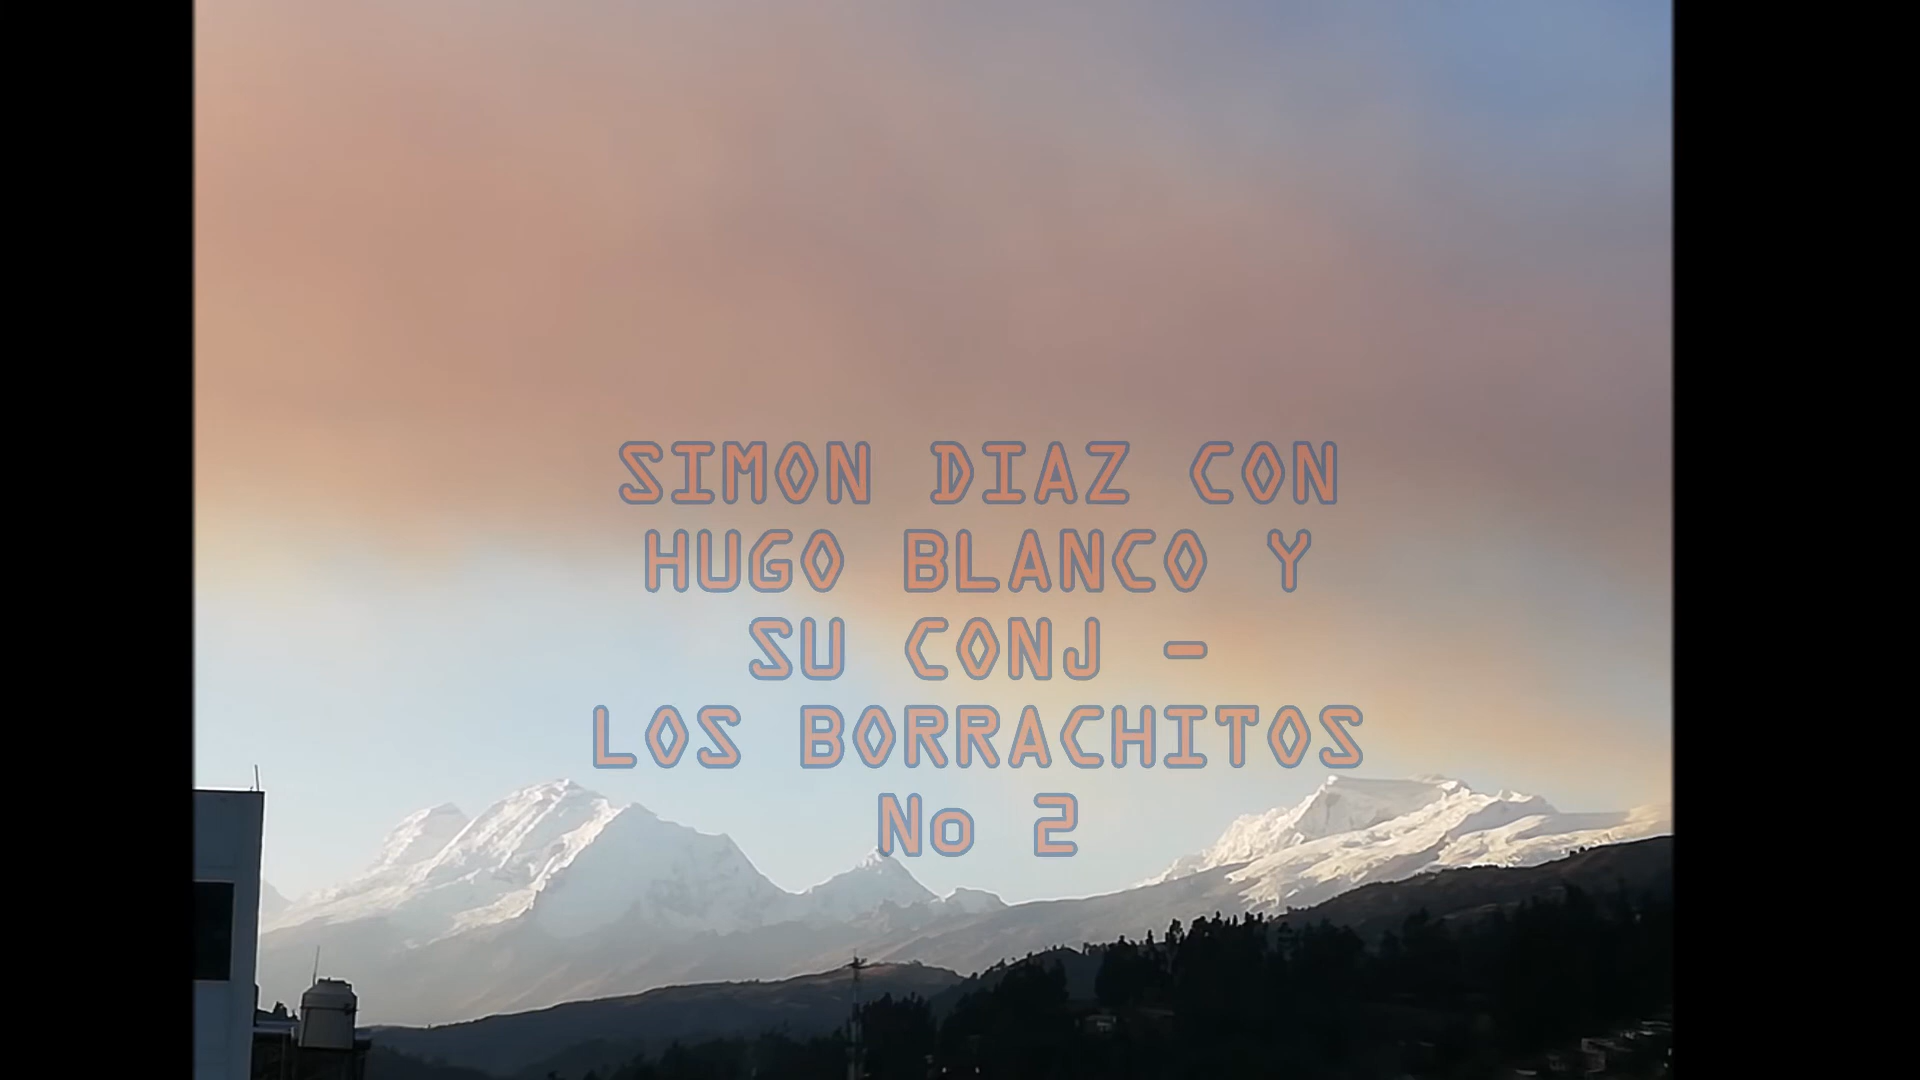 SIMON DIAZ CON
HUGO BLANCO Y
SU CONJ -
LOS BORRACHITOS
No 2